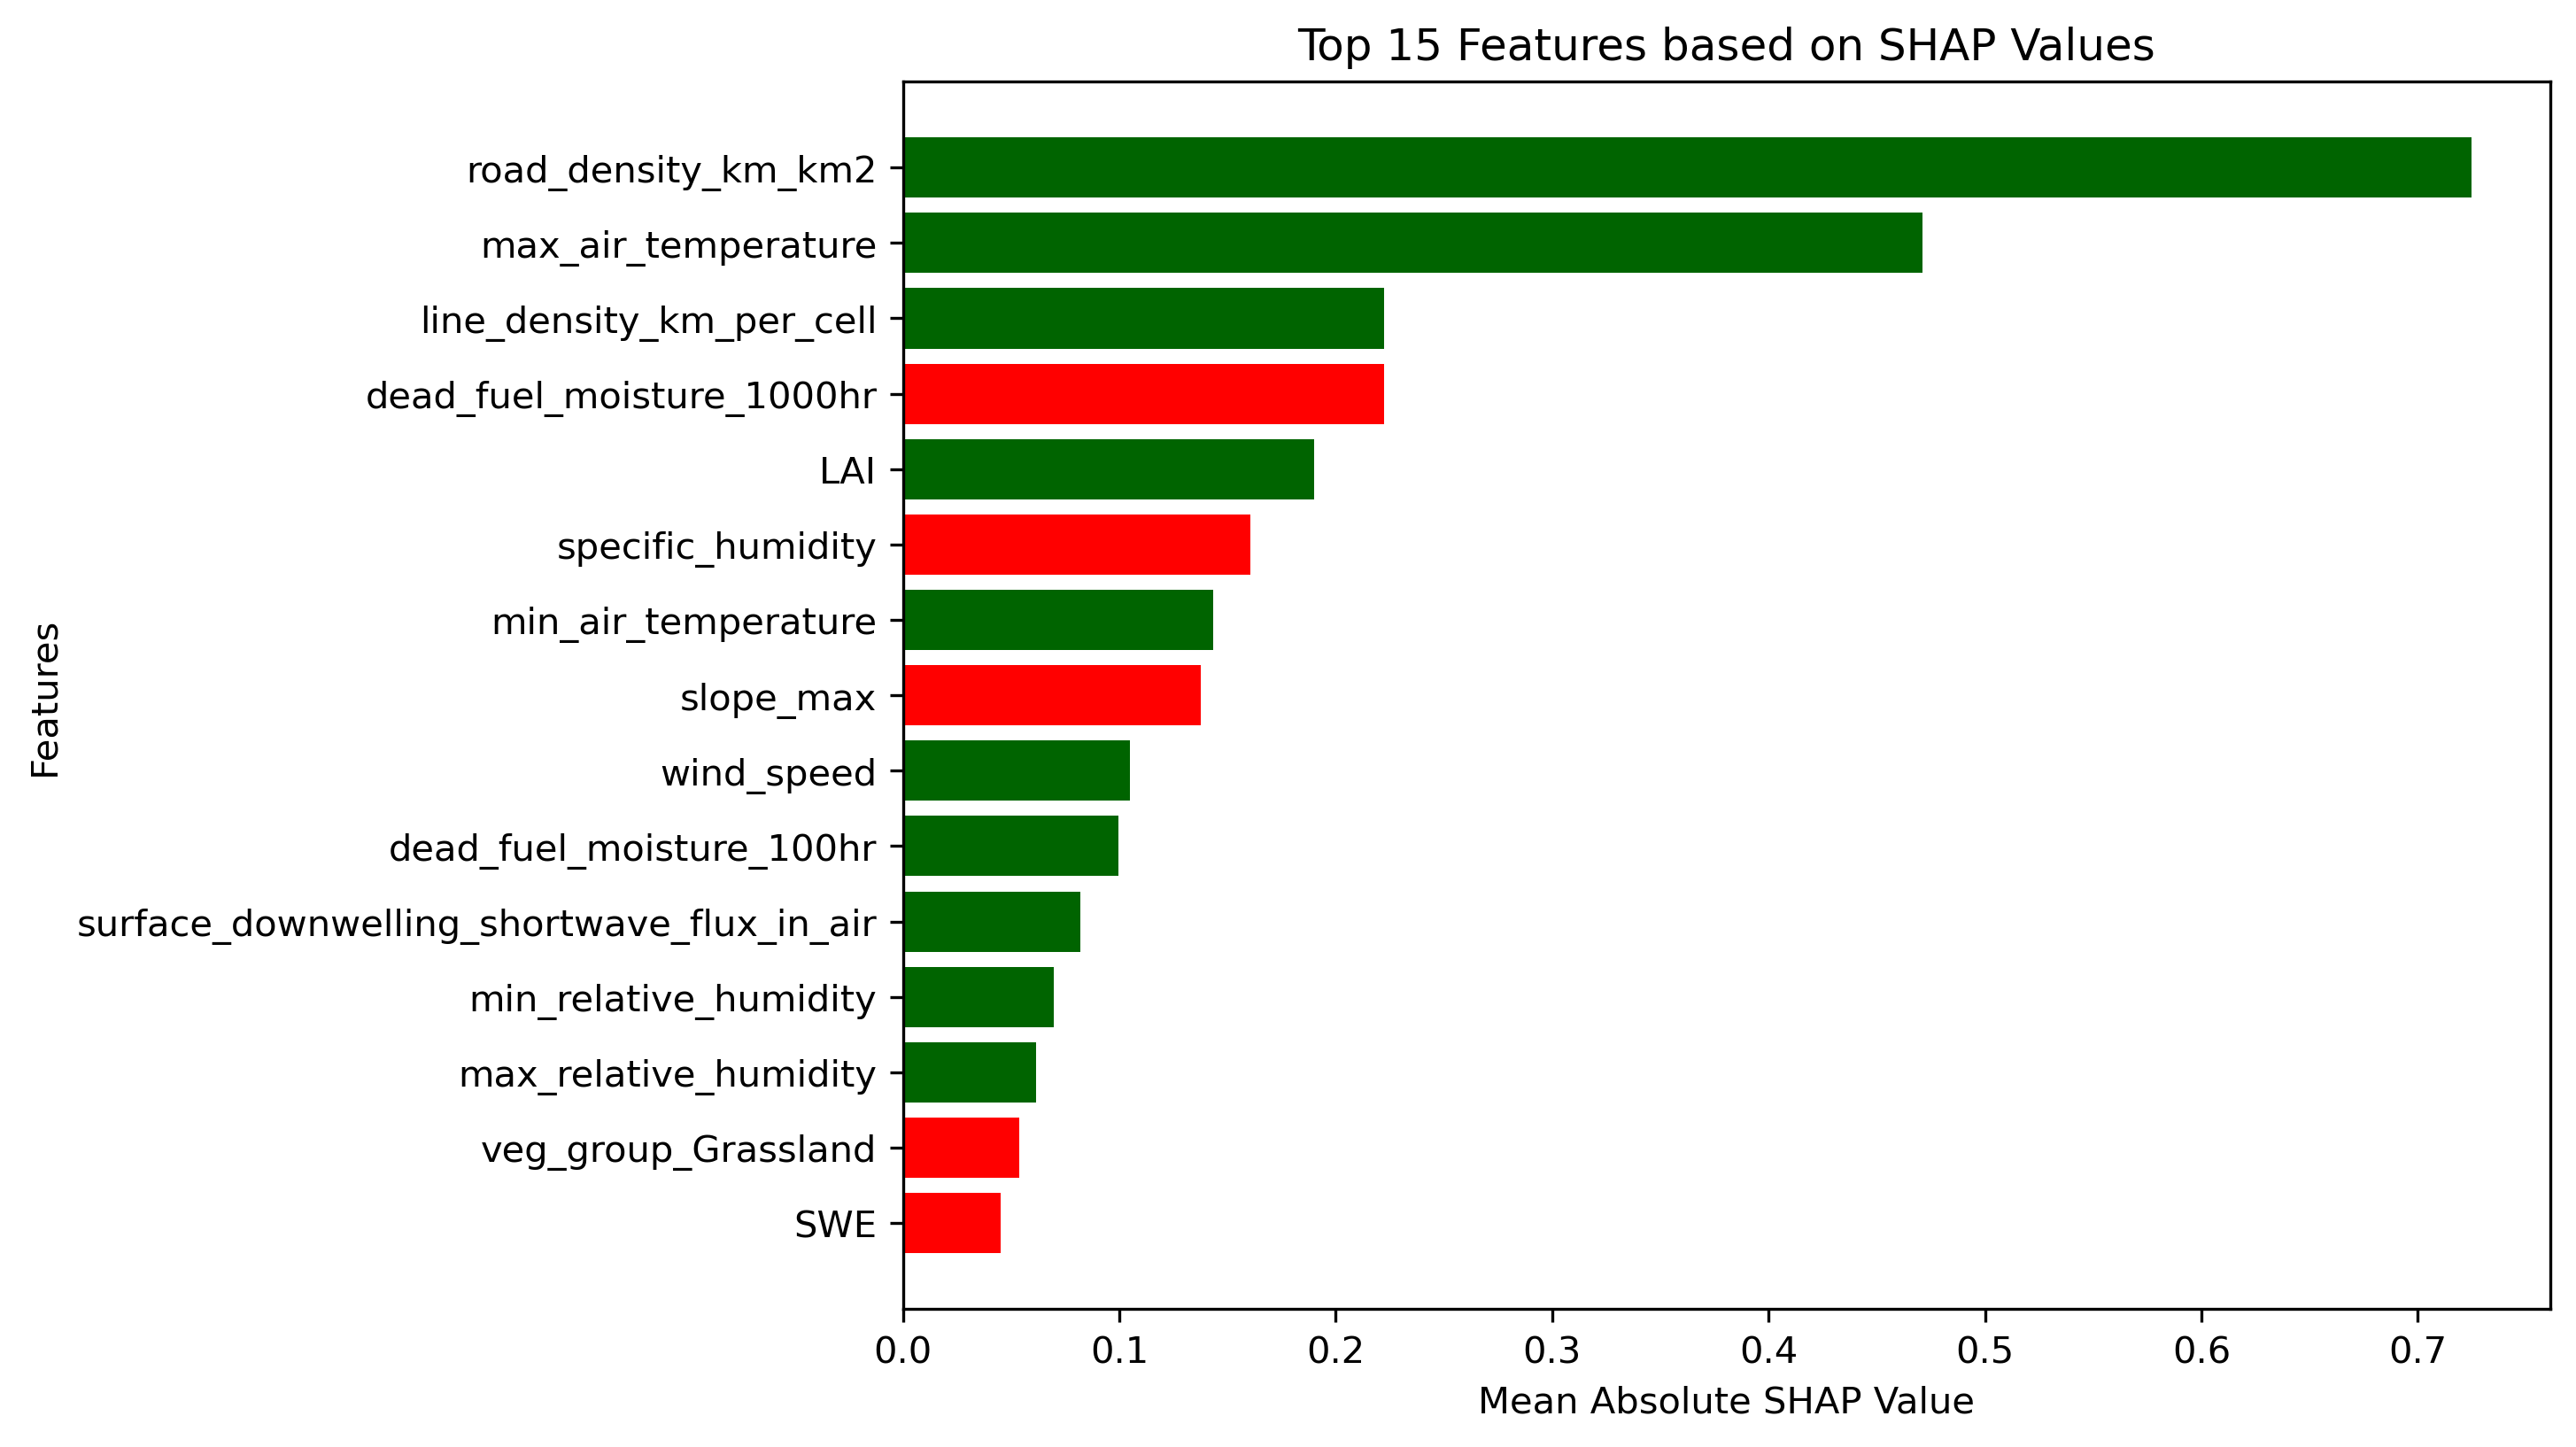 Top 15 Features based on SHAP Values
Features
road_density_km_km2
max_air_temperature
line_density_km_per_cell
dead_fuel_moisture_1000hr
LAI
specific_humidity
min_air_temperature
slope_max
wind_speed
dead_fuel_moisture_100hr
surface_downwelling_shortwave_flux_in_air
min_relative_humidity
max_relative_humidity
veg_group_Grassland
SWE
0.0 0.1 0.2 0.3 0.4 0.5 0.6 0.7
Mean Absolute SHAP Value